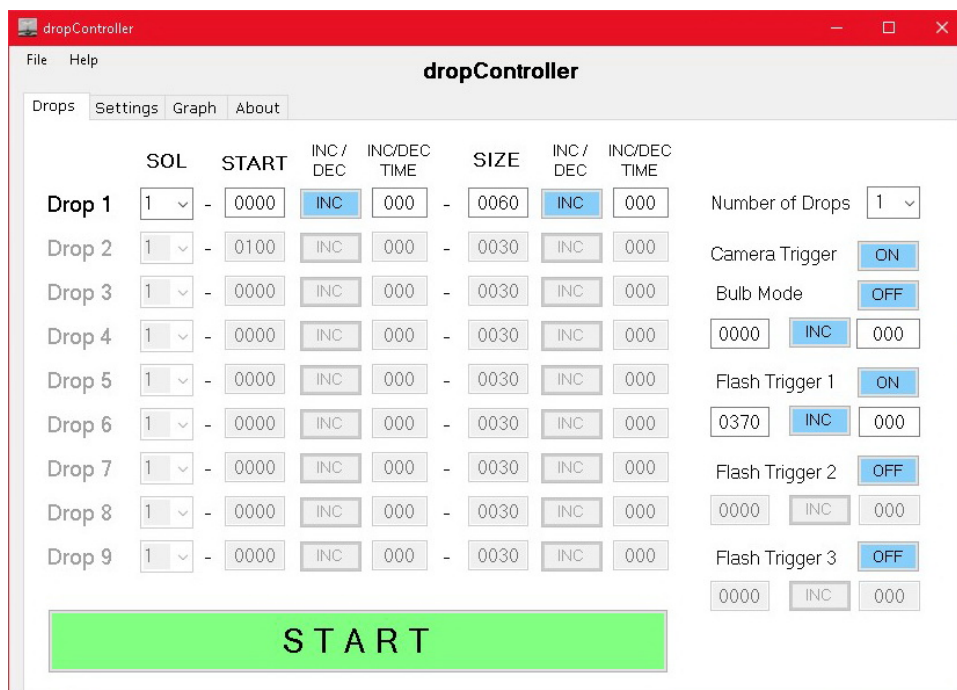 dropController
File Help
dropController
Drops Settings Graph About
SOL START INC / DEC INC/DEC TIME SIZE INC / DEC INC/DEC TIME
Drop 1 1 - 0000 INC 000 - 0060 INC 000
Drop 2 1 - 0100 INC 000 - 0030 INC 000
Drop 3 1 - 0000 INC 000 - 0030 INC 000
Drop 4 1 - 0000 INC 000 - 0030 INC 000
Drop 5 1 - 0000 INC 000 - 0030 INC 000
Drop 6 1 - 0000 INC 000 - 0030 INC 000
Drop 7 1 - 0000 INC 000 - 0030 INC 000
Drop 8 1 - 0000 INC 000 - 0030 INC 000
Drop 9 1 - 0000 INC 000 - 0030 INC 000
Number of Drops 1
Camera Trigger ON
Bulb Mode OFF
0000 INC 000
Flash Trigger 1 ON
0370 INC 000
Flash Trigger 2 OFF
0000 INC 000
Flash Trigger 3 OFF
0000 INC 000
START